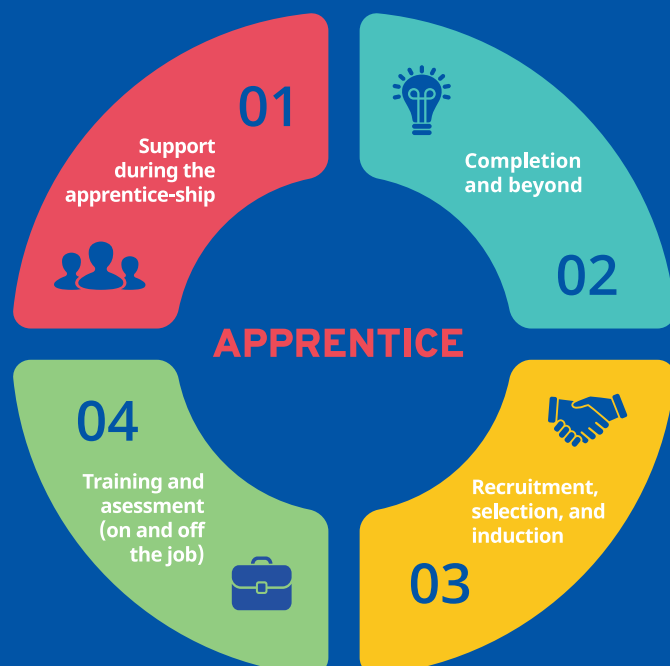 01
Support
during the
apprentice-ship
Completion
and beyond
02
APPRENTICE
04
Training and
asessment
(on and off
the job)
Recruitment,
selection, and
induction
03